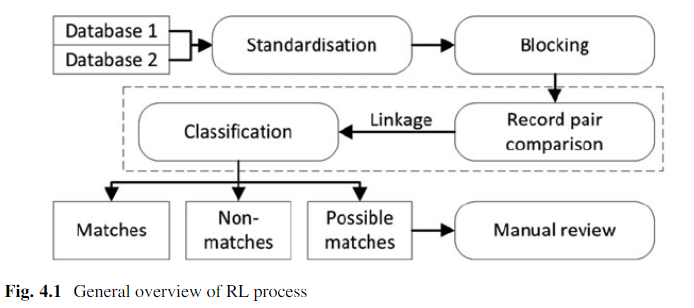 Database 1
Database 2
Standardisation
Blocking
Classification
Linkage
Record pair
comparison
Matches
Non-
matches
Possible
matches
Manual review
Fig. 4.1 General overview of RL process